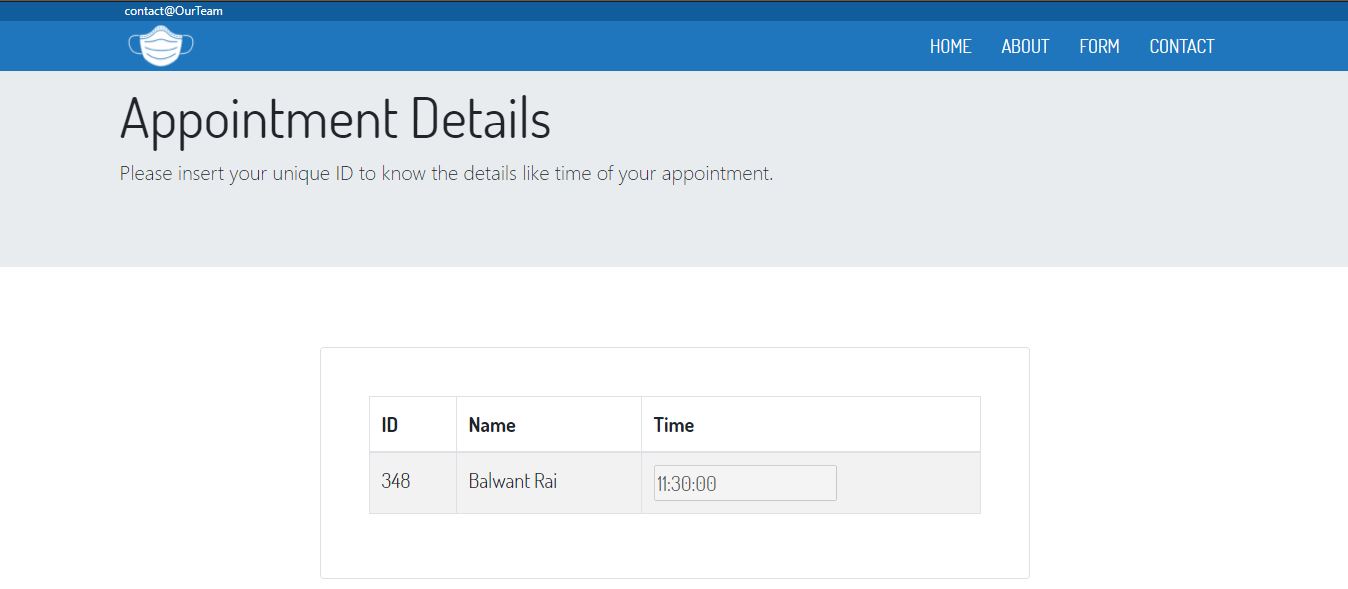 contact@OurTeam
HOME ABOUT FORM CONTACT
Appointment Details
Please insert your unique ID to know the details like time of your appointment.
ID Name Time
348 Balwant Rai 11:30:00